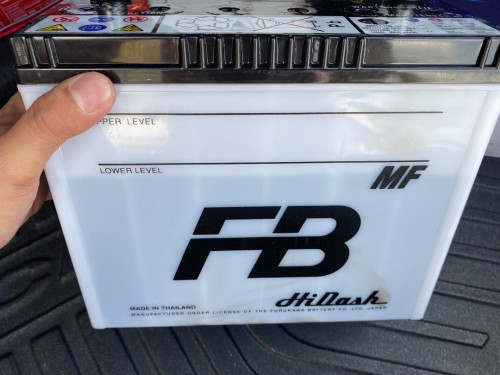 Pb
PPER LEVEL
LOWER LEVEL
MF
FB
HiDash
MADE IN THAILAND
MANUFACTURED UNDER LICENSE OF THE FURUKAWA BATTERY CO.,LTD. JAPAN